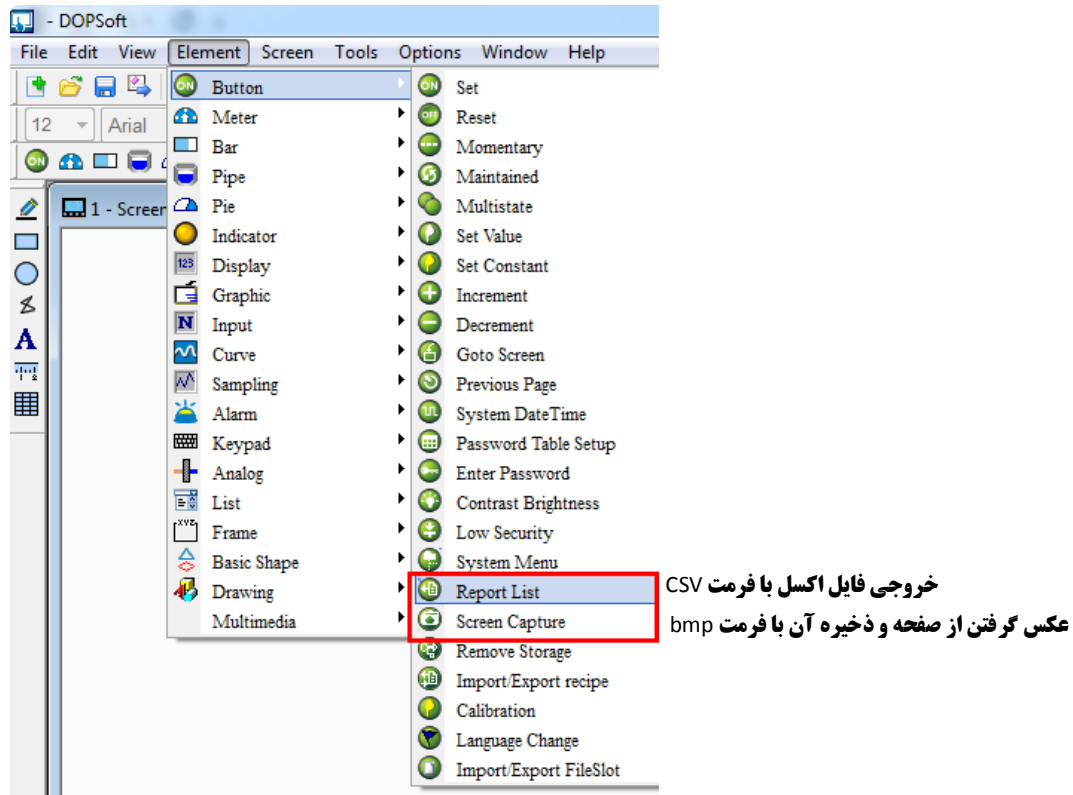 - DOPSoft
File Edit View Element Screen Tools Options Window Help
12 Arial
1 - Screen
Button
Meter
Bar
Pipe
Pie
Indicator
Display
Graphic
Input
Curve
Sampling
Alarm
Keypad
Analog
List
Frame
Basic Shape
Drawing
Multimedia
Set
Reset
Momentary
Maintained
Multistate
Set Value
Set Constant
Increment
Decrement
Goto Screen
Previous Page
System DateTime
Password Table Setup
Enter Password
Contrast Brightness
Low Security
System Menu
Report List
Screen Capture
Remove Storage
Import/Export recipe
Calibration
Language Change
Import/Export FileSlot
خروجی فایل اکسل با فرمت CSV
عکس گرفتن از صفحه و ذخیره آن با فرمت bmp